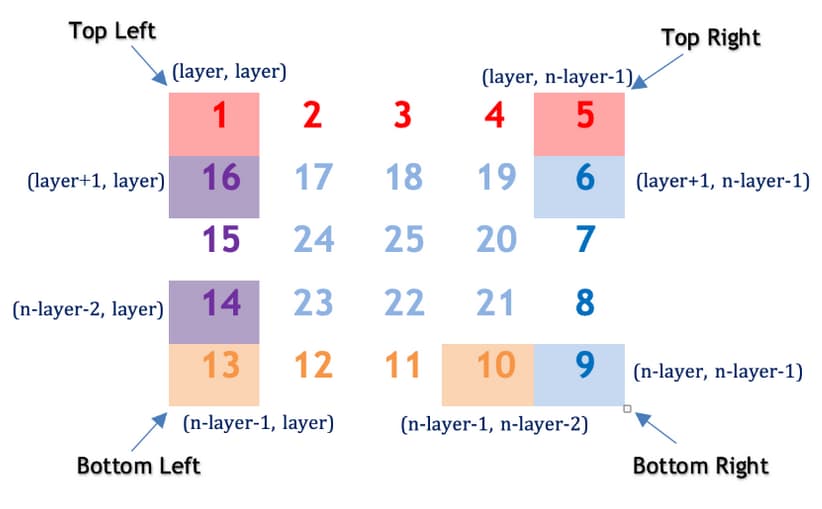 Top Left
Top Right
(layer, layer)
(layer, n-layer-1)
1 2 3 4 5
(layer+1, layer) 16 17 18 19 6 (layer+1, n-layer-1)
15 24 25 20 7
(n-layer-2, layer) 14 23 22 21 8
13 12 11 10 9 (n-layer, n-layer-1)
(n-layer-1, layer) (n-layer-1, n-layer-2)
Bottom Left Bottom Right